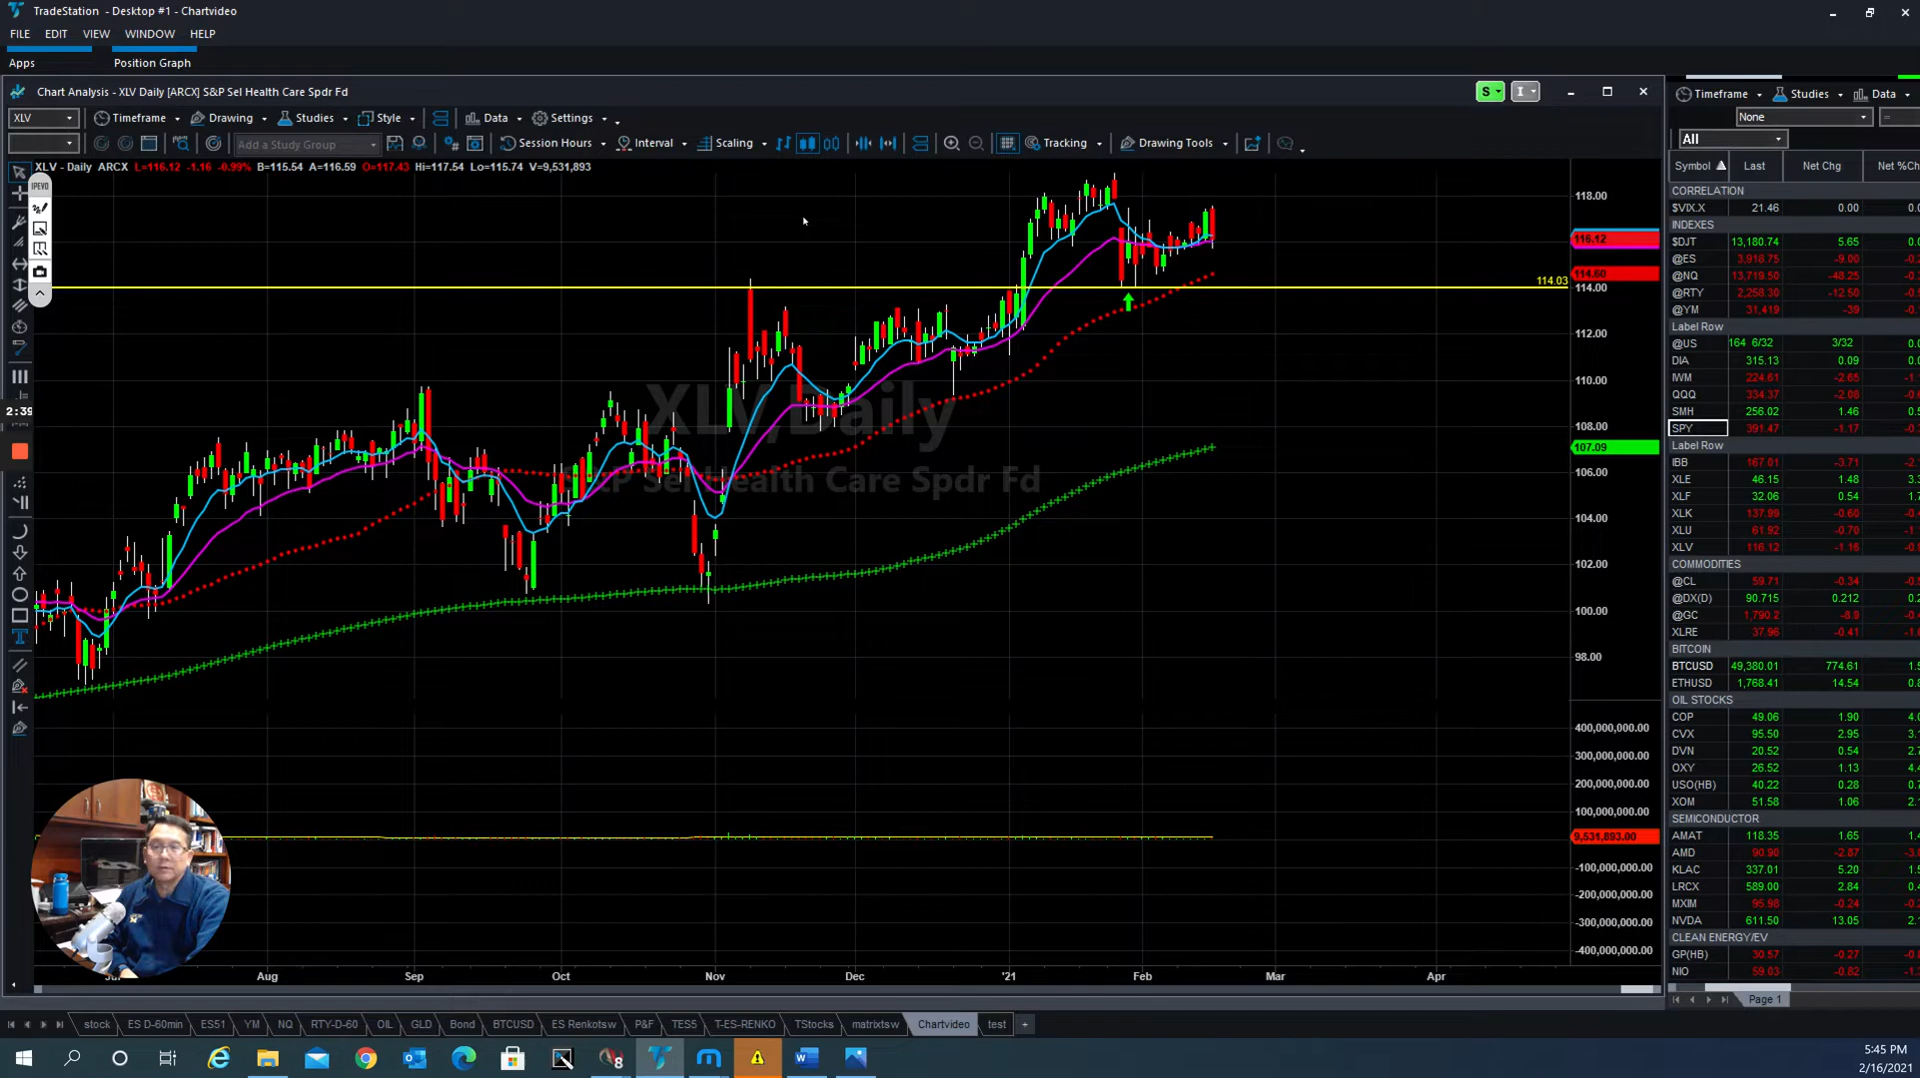 TradeStation - Desktop #1 - Chartvideo
FILE EDIT VIEW WINDOW HELP
Apps Position Graph
Chart Analysis - XLV Daily [ARCX] S&P Sel Health Care Spdr Fd
S I
XLV Timeframe Drawing Studies Style Data Settings
Add a Study Group Session Hours Interval Scaling Tracking Drawing Tools
XLV - Daily ARCX L=116.12 -1.16 -0.99% B=115.54 A=116.59 O=117.43 Hi=117.54 Lo=115.74 V=9,531,893
IPEVO
2:39
XLV,Daily
S&P Sel Health Care Spdr Fd
114.03
118.00
116.12
114.60
114.00
112.00
110.00
108.00
107.09
106.00
104.00
102.00
100.00
98.00
400,000,000.00
300,000,000.00
200,000,000.00
100,000,000.00
9,531,893.00
-100,000,000.00
-200,000,000.00
-300,000,000.00
-400,000,000.00
Aug Sep Oct Nov Dec '21 Feb Mar Apr
Timeframe Studies Data
None
All
Symbol Last Net Chg Net %Ch
CORRELATION
$VIX.X 21.46 0.00
INDEXES
$DJT 13,180.74 5.65
@ES 3,918.75 -9.00
@NQ 13,719.50 -48.25
@RTY 2,258.30 -12.50
@YM 31,419 -39
Label Row
@US 164 6/32 3/32
DIA 315.13 0.09
IWM 224.61 -2.65
QQQ 334.37 -2.08
SMH 256.02 1.46
SPY 391.47 -1.17
Label Row
IBB 167.01 -3.71
XLE 46.15 1.48
XLF 32.06 0.54
XLK 137.99 -0.60
XLU 61.92 -0.70
XLV 116.12 -1.16
COMMODITIES
@CL 59.71 -0.34
@DX(D) 90.715 0.212
@GC 1,790.2 -8.8
XLRE 37.96 -0.41
BITCOIN
BTCUSD 49,380.01 774.61
ETHUSD 1,768.41 14.54
OIL STOCKS
COP 49.06 1.90
CVX 95.50 2.95
DVN 20.52 0.54
OXY 26.52 1.13
USO(HB) 40.22 0.28
XOM 51.58 1.06
SEMICONDUCTOR
AMAT 118.35 1.65
AMD 90.90 -2.87
KLAC 337.01 5.20
LRCX 589.00 2.84
MXIM 95.98 -0.24
NVDA 611.50 13.05
CLEAN ENERGY/EV
GP(HB) 30.57 -0.27
NIO 59.03 -0.82
Page 1
stock ES D-60min ES51 YM NQ RTY-D-60 OIL GLD Bond BTCUSD ES Renkotsw P&F TES5 T-ES-RENKO TStocks matrixtsw Chartvideo test +
5:45 PM
2/16/2021